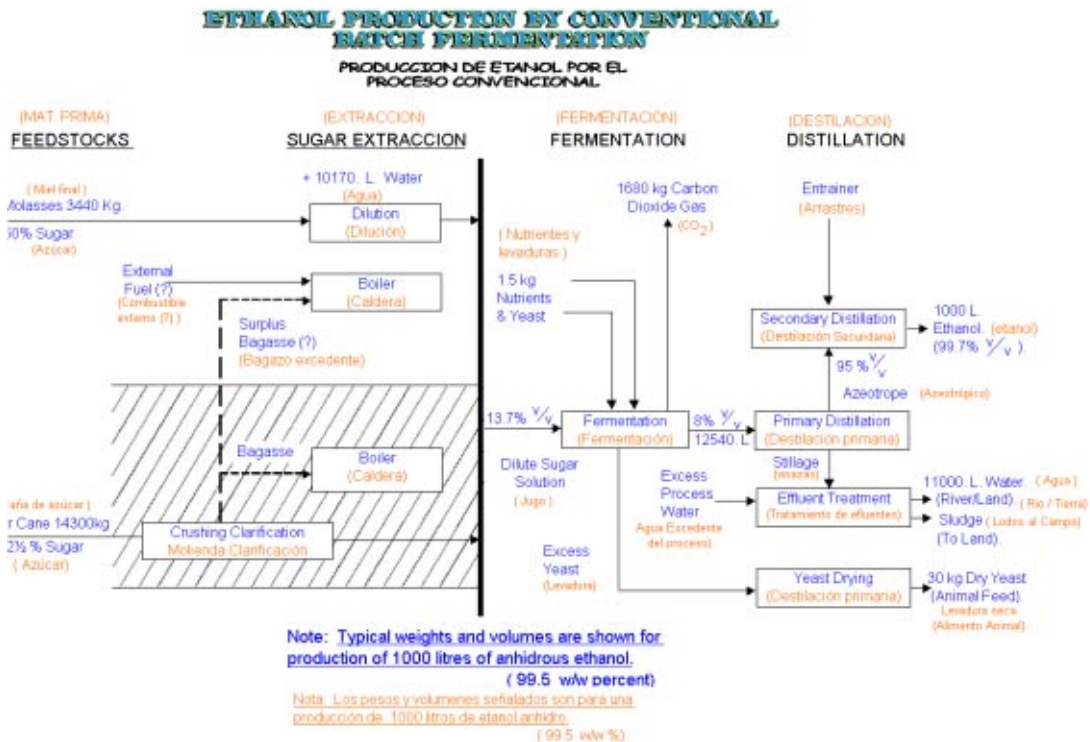 ETHANOL PRODUCTION BY CONVENTIONAL
BATCH FERMENTATION
PRODUCCION DE ETANOL POR EL
PROCESO CONVENCIONAL
(MAT. PRIMA)
FEEDSTOCKS
(EXTRACCION)
SUGAR EXTRACCION
(FERMENTACION)
FERMENTATION
(DESTILACION)
DISTILLATION
( Miel final )
Molasses 3440 Kg.
50% Sugar
(Azúcar)
+ 10170. L. Water
(Agua)
Dilution
(Dilución)
External
Fuel (?)
(Combustible
externo (?) )
Boiler
(Caldera)
Surplus
Bagasse (?)
(Bagazo excedente)
Bagasse
Boiler
(Caldera)
aña de azúcar )
r Cane 14300kg
2½ % Sugar
( Azúcar)
Crushing Clarification
Molienda Clarificación
1680 kg Carbon
Dioxide Gas
(CO2)
( Nutrientes y
levaduras )
1.5 kg
Nutrients
& Yeast
13.7% V/V
Fermentation
(Fermentación)
Dilute Sugar
Solution
( Jugo )
8% V/V
12540. L
Excess
Process
Water.
Agua Excedente
del proceso)
Excess
Yeast
(Levadura)
Entrainer
(Arrastres)
Secondary Distillation
(Destilación Secundaria)
1000 L.
Ethanol. (etanol)
(99.7% V/V ).
95 % V/V
Azeotrope (Azeotrópico)
Primary Distillation
(Destilación primaria)
Stillage
(vinazas)
Effluent Treatment
(Tratamiento de efluentes)
11000. L. Water. ( Agua )
(River/Land). ( Rio / Tierra)
Sludge ( Lodos al Campo)
(To Land).
Yeast Drying
(Destilación primaria)
30 kg Dry Yeast
(Animal Feed).
Levadura seca
(Alimento Animal)
Note: Typical weights and volumes are shown for
production of 1000 litres of anhidrous ethanol.
( 99.5 w/w percent)
Nota: Los pesos y volumenes señalados son para una
producción de 1000 litros de etanol anhidro.
( 99.5 w/w %)